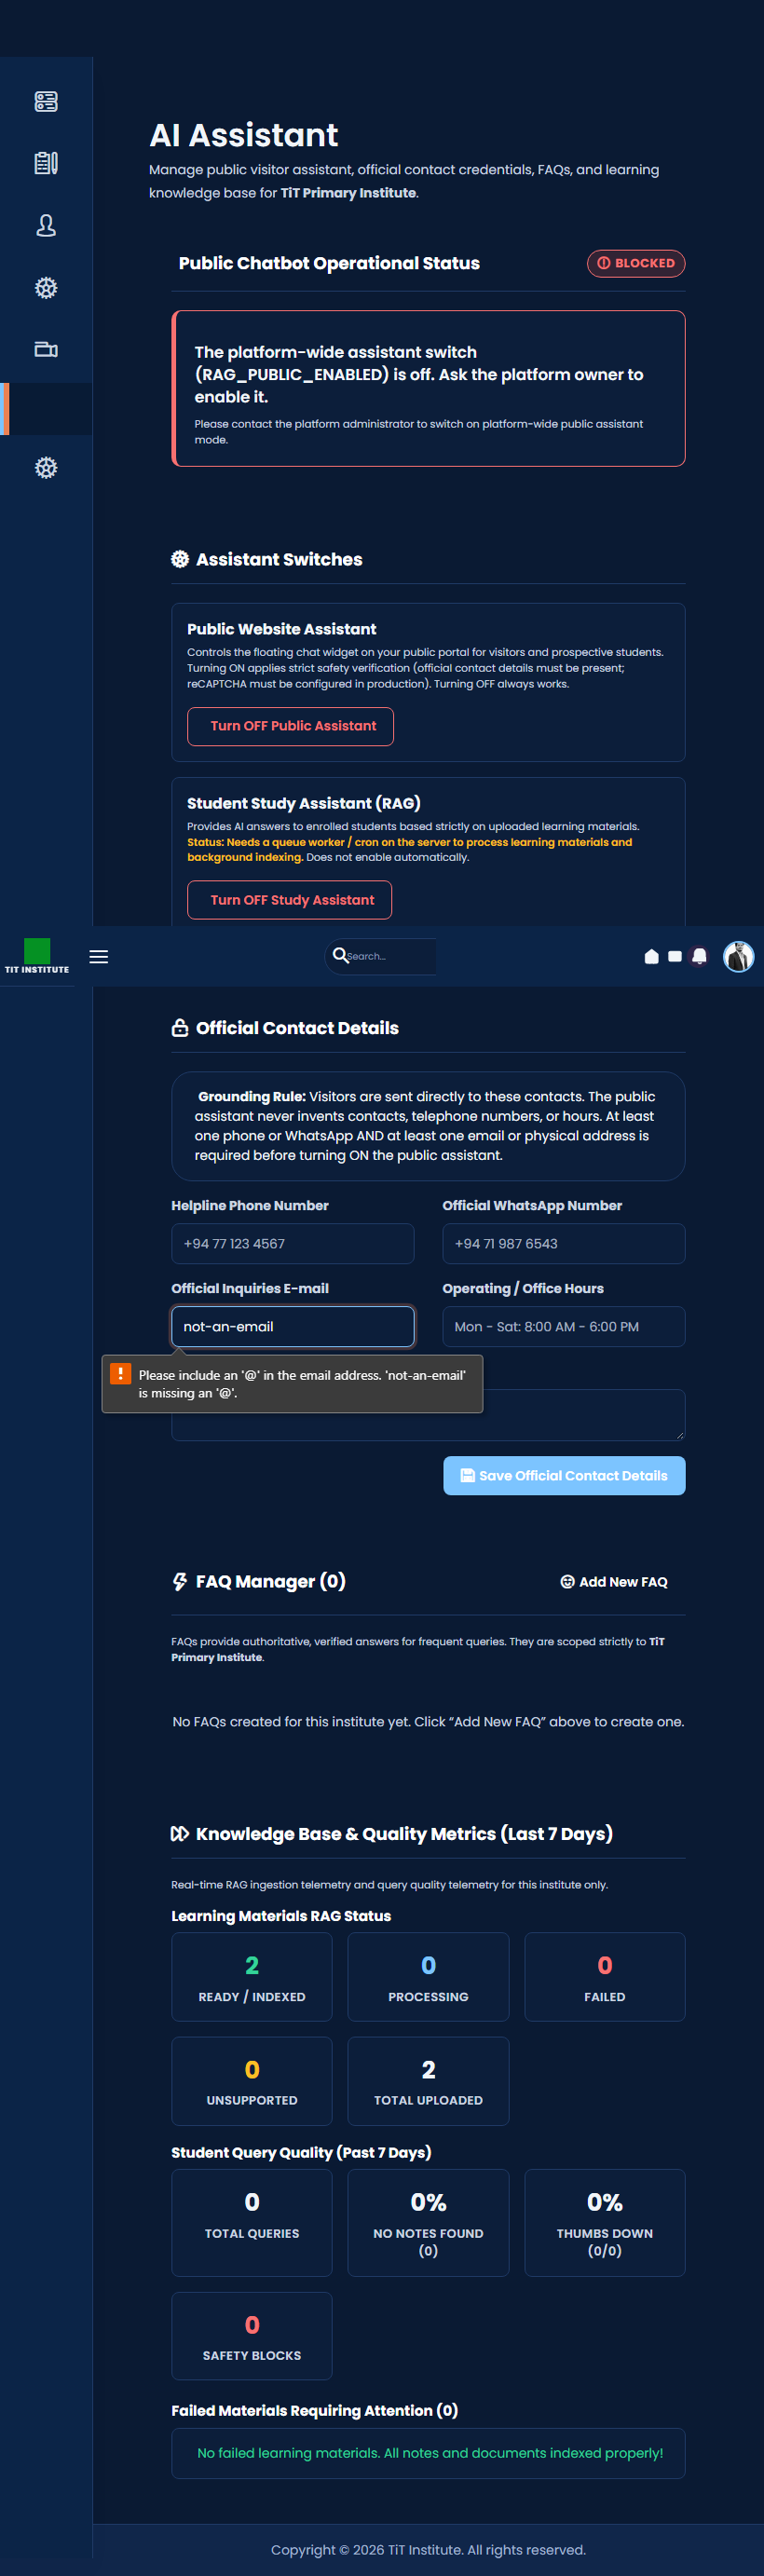 AI Assistant
Manage public visitor assistant, official contact credentials, FAQs, and learning
knowledge base for TiT Primary Institute.
Public Chatbot Operational Status
BLOCKED
The platform-wide assistant switch
(RAG_PUBLIC_ENABLED) is off. Ask the platform owner to
enable it.
Please contact the platform administrator to switch on platform-wide public assistant
mode.
Assistant Switches
Public Website Assistant
Controls the floating chat widget on your public portal for visitors and prospective students.
Turning ON applies strict safety verification (official contact details must be present;
reCAPTCHA must be configured in production). Turning OFF always works.
Turn OFF Public Assistant
Student Study Assistant (RAG)
Provides AI answers to enrolled students based strictly on uploaded learning materials.
Status: Needs a queue worker / cron on the server to process learning materials and
background indexing. Does not enable automatically.
Turn OFF Study Assistant
TIT INSTITUTE
Search...
Official Contact Details
Grounding Rule: Visitors are sent directly to these contacts. The public
assistant never invents contacts, telephone numbers, or hours. At least
one phone or WhatsApp AND at least one email or physical address is
required before turning ON the public assistant.
Helpline Phone Number
Official WhatsApp Number
+94 77 123 4567
+94 71 987 6543
Official Inquiries E-mail
Operating / Office Hours
not-an-email
Mon - Sat: 8:00 AM - 6:00 PM
Please include an '@' in the email address. 'not-an-email'
is missing an '@'.
Save Official Contact Details
FAQ Manager (0)
Add New FAQ
FAQs provide authoritative, verified answers for frequent queries. They are scoped strictly to TiT
Primary Institute.
No FAQs created for this institute yet. Click “Add New FAQ” above to create one.
Knowledge Base & Quality Metrics (Last 7 Days)
Real-time RAG ingestion telemetry and query quality telemetry for this institute only.
Learning Materials RAG Status
2
READY / INDEXED
0
PROCESSING
0
FAILED
0
UNSUPPORTED
2
TOTAL UPLOADED
Student Query Quality (Past 7 Days)
0
TOTAL QUERIES
0%
NO NOTES FOUND
(0)
0%
THUMBS DOWN
(0/0)
0
SAFETY BLOCKS
Failed Materials Requiring Attention (0)
No failed learning materials. All notes and documents indexed properly!
Copyright © 2026 TiT Institute. All rights reserved.